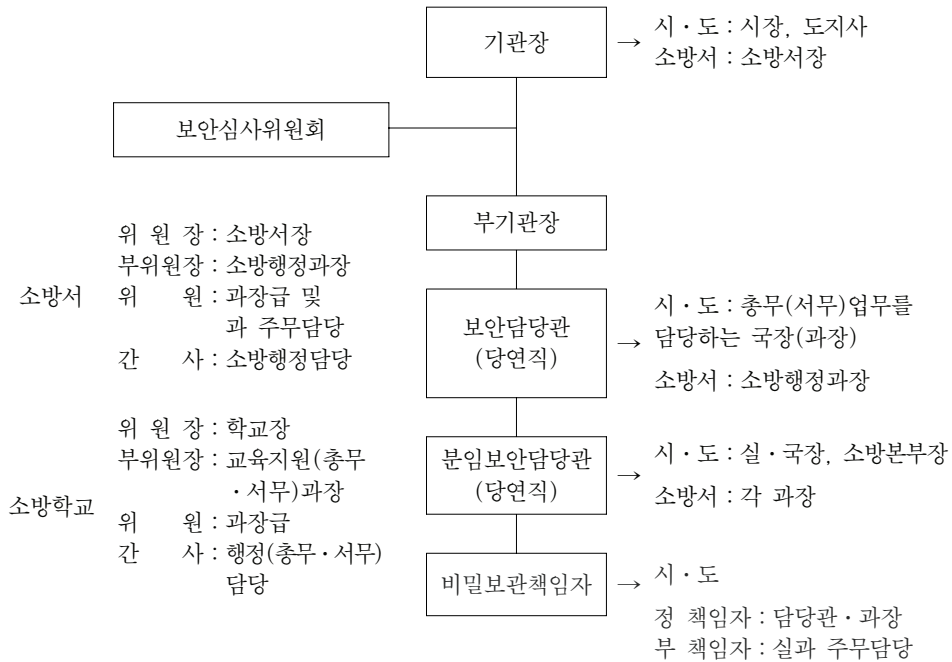 기관장
→ 시·도 : 시장, 도지사
소방서 : 소방서장
보안심사위원회
부기관장
소방서
위 원 장 : 소방서장
부위원장 : 소방행정과장
위 원 : 과장급 및
과 주무담당
간 사 : 소방행정담당
보안담당관
(당연직)
→ 시·도 : 총무(서무)업무를
담당하는 국장(과장)
소방서 : 소방행정과장
소방학교
위 원 장 : 학교장
부위원장 : 교육지원(총무
·서무)과장
위 원 : 과장급
간 사 : 행정(총무·서무)
담당
분임보안담당관
(당연직)
→ 시·도 : 실·국장, 소방본부장
소방서 : 각 과장
비밀보관책임자
→ 시·도
정 책임자 : 담당관·과장
부 책임자 : 실과 주무담당